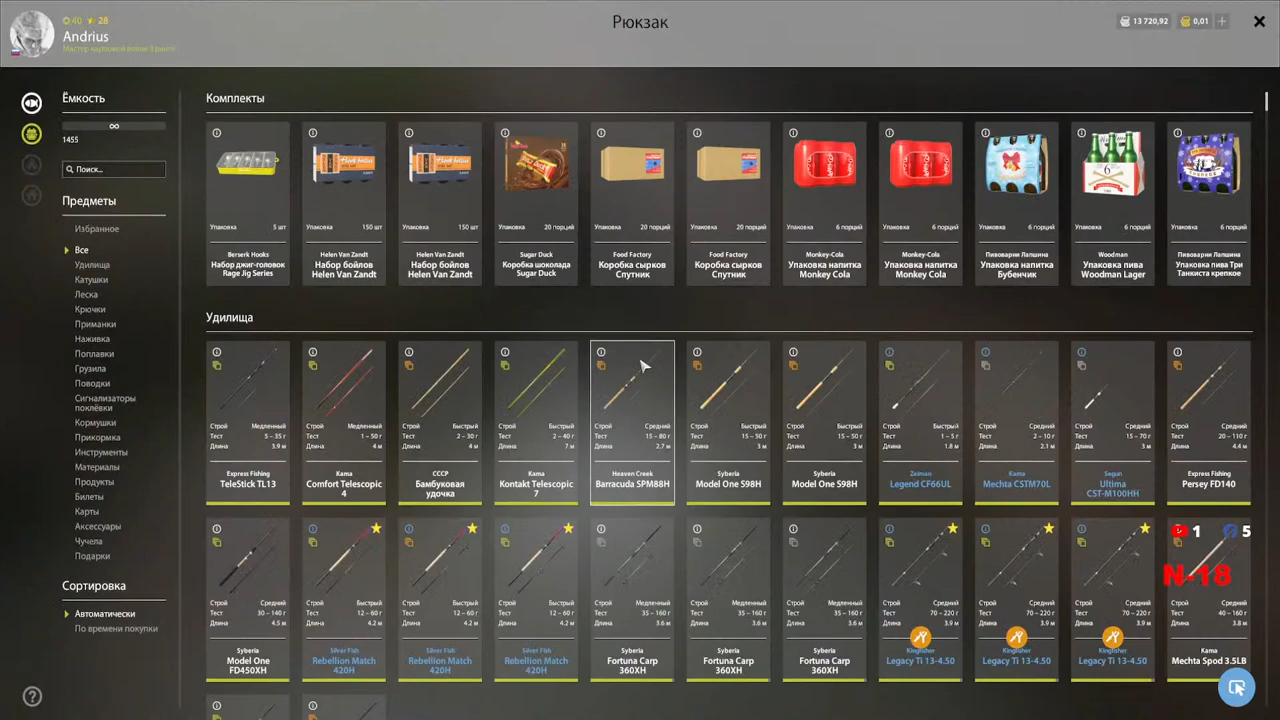 40 28
Andrius
Мастер карповой ловли 3 ранга
Рюкзак
13 720,92
0,01
Ёмкость
∞
1455
Поиск...
Предметы
Избранное
Все
Удилища
Катушки
Леска
Крючки
Приманки
Наживка
Поплавки
Грузила
Поводки
Сигнализаторы
поклёвки
Кормушки
Прикормка
Инструменты
Материалы
Продукты
Билеты
Карты
Аксессуары
Чучела
Подарки
Сортировка
Автоматически
По времени покупки
Комплекты
Упаковка 5 шт
Berserk Hooks
Набор джиг-головок
Rage Jig Series
Упаковка 150 шт
Helen Van Zandt
Набор бойлов
Helen Van Zandt
Упаковка 150 шт
Helen Van Zandt
Набор бойлов
Helen Van Zandt
Упаковка 20 порций
Sugar Duck
Коробка шоколада
Sugar Duck
Упаковка 20 порций
Food Factory
Коробка сырков
Спутник
Упаковка 20 порций
Food Factory
Коробка сырков
Спутник
Упаковка 6 порций
Monkey-Cola
Упаковка напитка
Monkey Cola
Упаковка 6 порций
Monkey-Cola
Упаковка напитка
Monkey Cola
Упаковка 6 порций
Пивоварни Лапшина
Упаковка напитка
Бубенчик
6
Упаковка 6 порций
Woodman
Упаковка пива
Woodman Lager
Упаковка 6 порций
Пивоварни Лапшина
Упаковка пива Три
Танкиста крепкое
Удилища
Строй Медленный
Тест 5 – 35 г
Длина 3.9 м
Express Fishing
TeleStick TL13
Строй Медленный
Тест 1 – 50 г
Длина 4 м
Kama
Comfort Telescopic
4
Строй Быстрый
Тест 2 – 30 г
Длина 4 м
СССР
Бамбуковая
удочка
Строй Быстрый
Тест 2 – 40 г
Длина 7 м
Kama
Kontakt Telescopic
7
Строй Средний
Тест 15 – 80 г
Длина 2.7 м
Heaven Creek
Barracuda SPM88H
Строй Быстрый
Тест 15 – 50 г
Длина 3 м
Syberia
Model One S98H
Строй Быстрый
Тест 15 – 50 г
Длина 3 м
Syberia
Model One S98H
Строй Быстрый
Тест 1 – 5 г
Длина 1.8 м
Zeiman
Legend CF66UL
Строй Средний
Тест 2 – 10 г
Длина 2.1 м
Kama
Mechta CSTM70L
Строй Средний
Тест 15 – 70 г
Длина 3 м
Segun
Ultima
CST-M100HH
Строй Средний
Тест 20 – 110 г
Длина 4.4 м
Express Fishing
Persey FD140
Строй Средний
Тест 30 – 140 г
Длина 4.5 м
Syberia
Model One
FD450XH
Строй Быстрый
Тест 12 – 60 г
Длина 4.2 м
Silver Fish
Rebellion Match
420H
Строй Быстрый
Тест 12 – 60 г
Длина 4.2 м
Silver Fish
Rebellion Match
420H
Строй Быстрый
Тест 12 – 60 г
Длина 4.2 м
Silver Fish
Rebellion Match
420H
Строй Медленный
Тест 35 – 160 г
Длина 3.6 м
Syberia
Fortuna Carp
360XH
Строй Медленный
Тест 35 – 160 г
Длина 3.6 м
Syberia
Fortuna Carp
360XH
Строй Медленный
Тест 35 – 160 г
Длина 3.6 м
Syberia
Fortuna Carp
360XH
Строй Средний
Тест 70 – 220 г
Длина 3.9 м
Kingfisher
Legacy Ti 13-4.50
Строй Средний
Тест 70 – 220 г
Длина 3.9 м
Kingfisher
Legacy Ti 13-4.50
Строй Средний
Тест 70 – 220 г
Длина 3.9 м
Kingfisher
Legacy Ti 13-4.50
1 5
N-18
Строй Средний
Тест 40 – 160 г
Длина 3.8 м
Kama
Mechta Spod 3.5LB